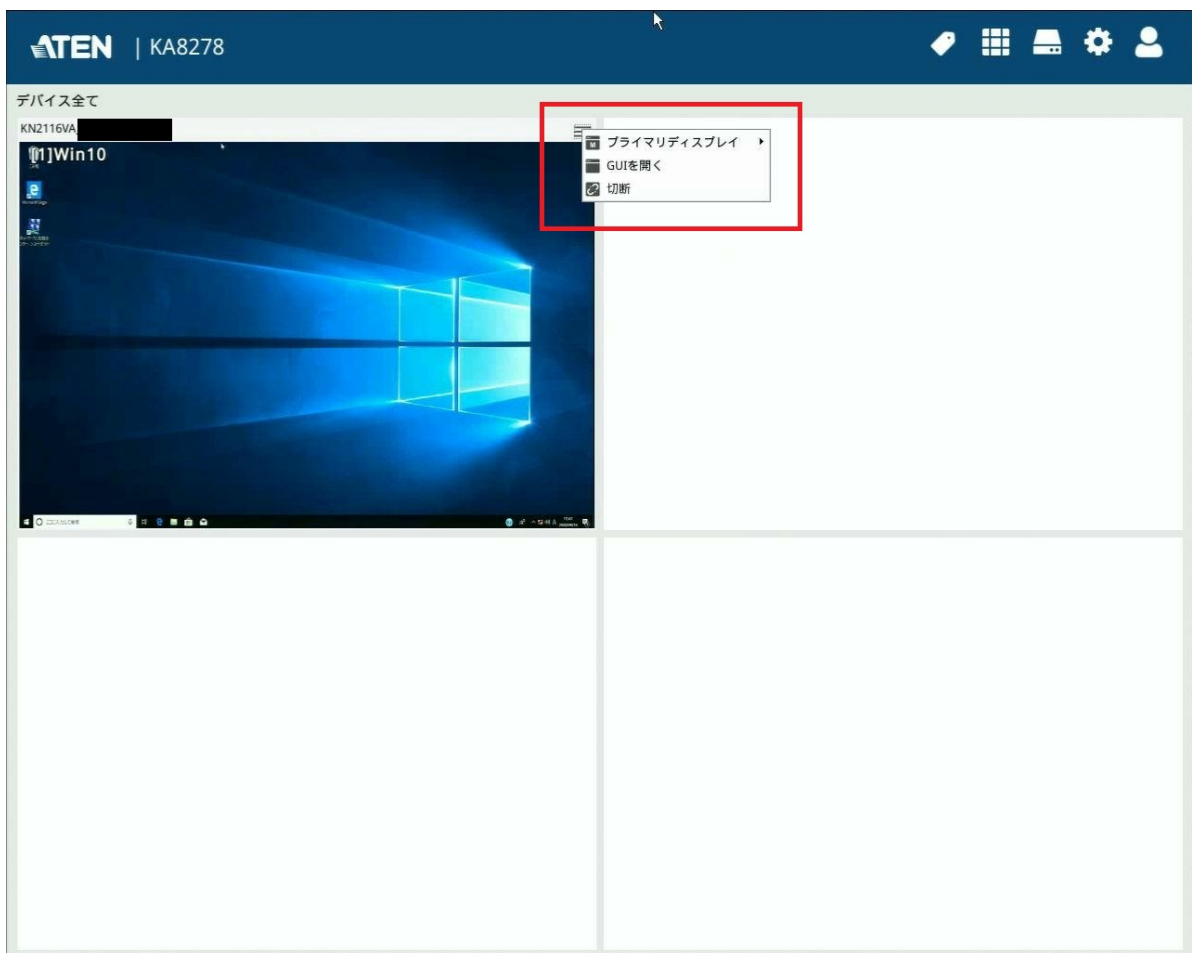 ATEN | KA8278
デバイス全て
KN2116VA
[1]Win10
プライマリディスプレイ
GUIを開く
切断